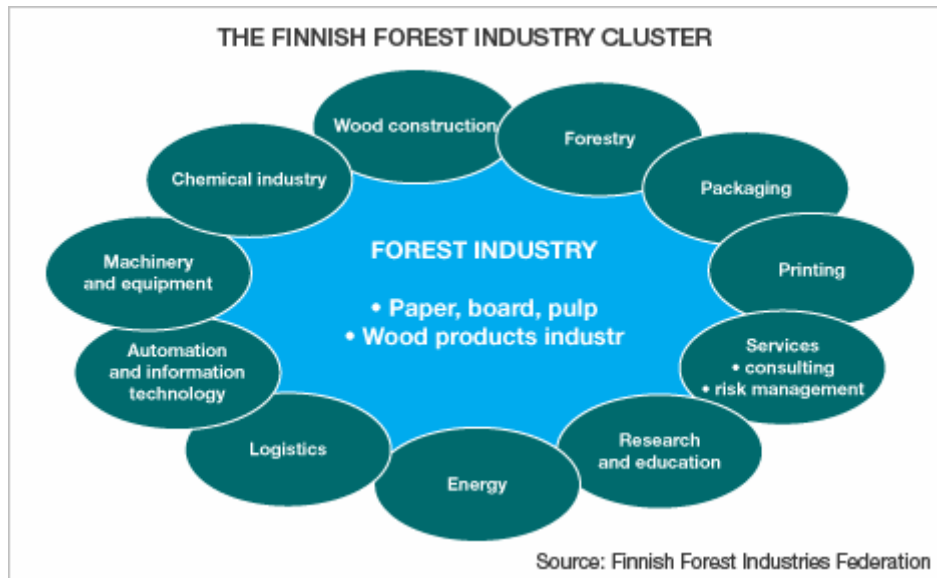 THE FINNISH FOREST INDUSTRY CLUSTER
Wood construction
Forestry
Chemical industry
Packaging
FOREST INDUSTRY
• Paper, board, pulp
• Wood products industr
Machinery
and equipment
Printing
Automation
and information
technology
Services
• consulting
• risk management
Logistics
Research
and education
Energy
Source: Finnish Forest Industries Federation